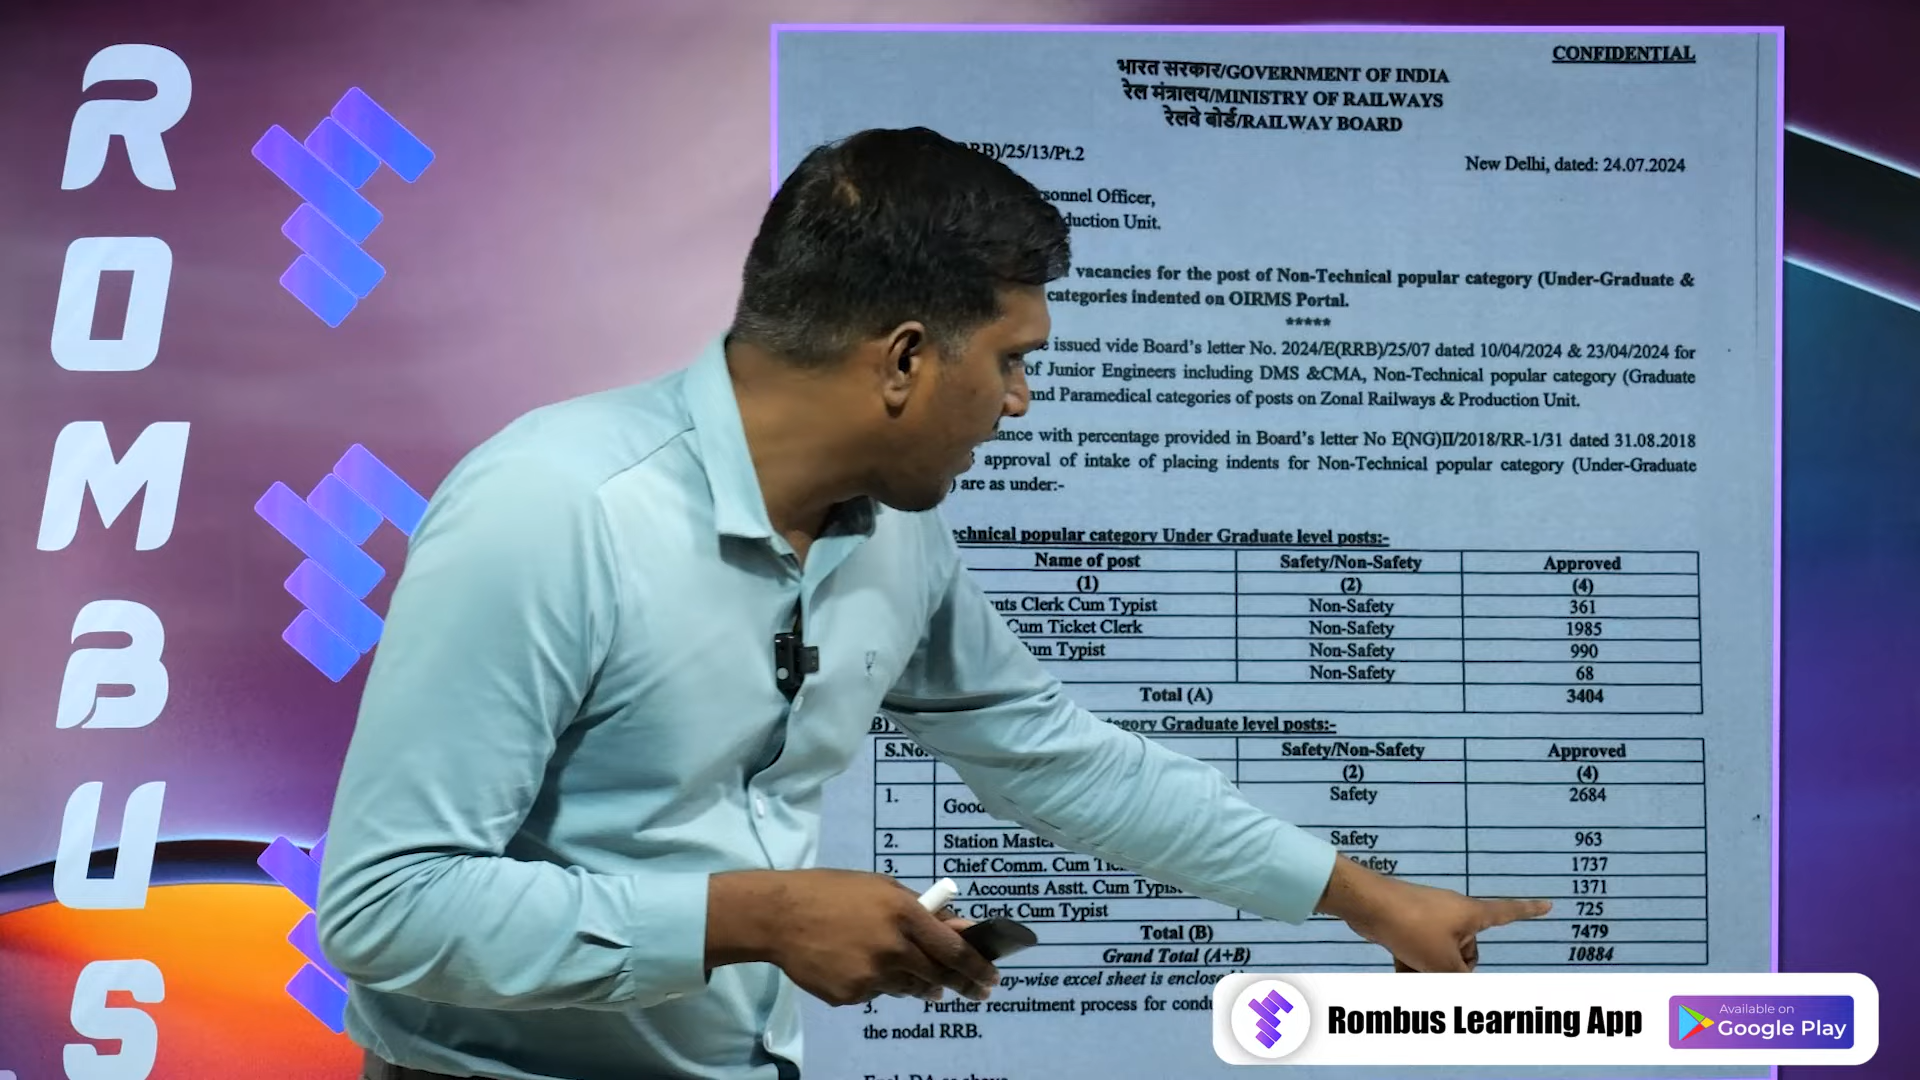 ROMBUS
CONFIDENTIAL
भारत सरकार/GOVERNMENT OF INDIA
रेल मंत्रालय/MINISTRY OF RAILWAYS
रेलवे बोर्ड/RAILWAY BOARD
RB)/25/13/Pt.2
New Delhi, dated: 24.07.2024
sonnel Officer,
duction Unit.
vacancies for the post of Non-Technical popular category (Under-Graduate &
categories indented on OIRMS Portal.
*****
issued vide Board's letter No. 2024/E(RRB)/25/07 dated 10/04/2024 & 23/04/2024 for
of Junior Engineers including DMS &CMA, Non-Technical popular category (Graduate
and Paramedical categories of posts on Zonal Railways & Production Unit.
ance with percentage provided in Board's letter No E(NG)II/2018/RR-1/31 dated 31.08.2018
approval of intake of placing indents for Non-Technical popular category (Under-Graduate
) are as under:-
echnical popular category Under Graduate level posts:-
Name of post Safety/Non-Safety Approved
(1) (2) (4)
nts Clerk Cum Typist Non-Safety 361
Cum Ticket Clerk Non-Safety 1985
um Typist Non-Safety 990
Non-Safety 68
Total (A) 3404
B) egory Graduate level posts:-
S.No. Safety/Non-Safety Approved
(2) (4)
1. Good Safety 2684
2. Station Maste Safety 963
3. Chief Comm. Cum Tic Safety 1737
. Accounts Asstt. Cum Typis 1371
r. Clerk Cum Typist 725
Total (B) 7479
Grand Total (A+B) 10884
ay-wise excel sheet is enclose
3. Further recruitment process for condu
the nodal RRB.
Rombus Learning App
Available on
Google Play